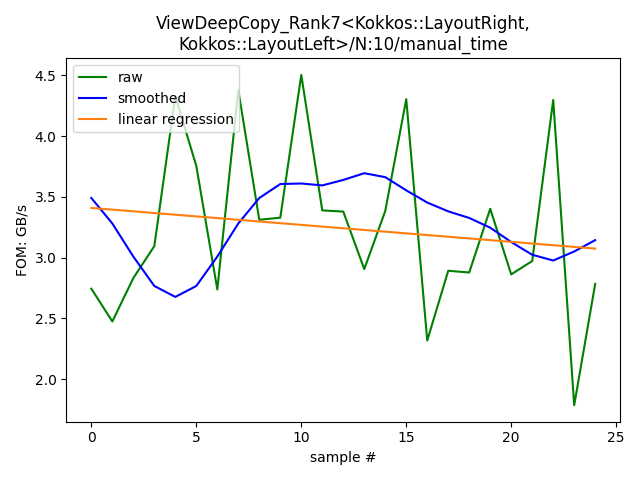 ViewDeepCopy_Rank7<Kokkos::LayoutRight,
Kokkos::LayoutLeft>/N:10/manual_time
raw
smoothed
linear regression
FOM: GB/s
4.5
4.0
3.5
3.0
2.5
2.0
0
5
10
15
20
25
sample #